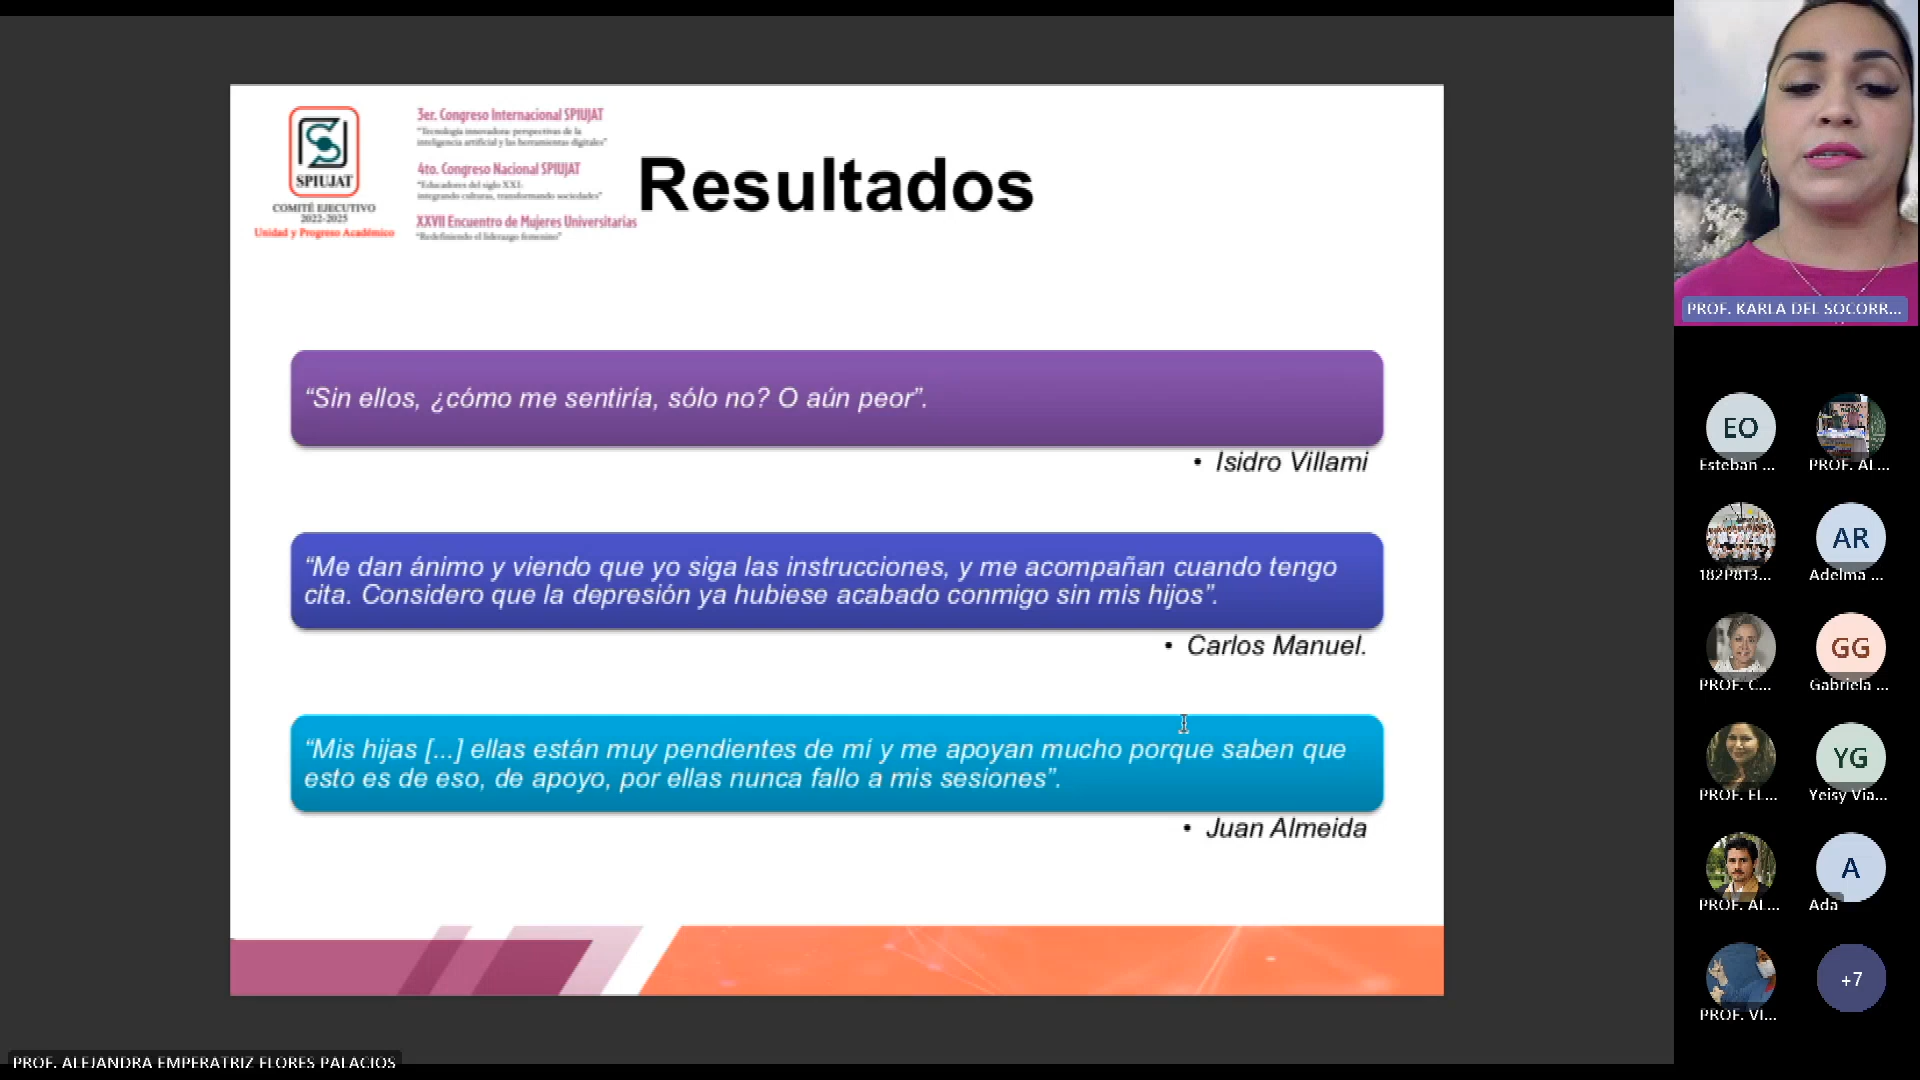 SPIUJAT
COMITÉ EJECUTIVO
2022-2025
Unidad y Progreso Académico
3er. Congreso Internacional SPIUJAT
"Tecnología innovadora: perspectivas de la
inteligencia artificial y las herramientas digitales"
4to. Congreso Nacional SPIUJAT
"Educadores del siglo XXI:
integrando culturas, transformando sociedades"
XXVII Encuentro de Mujeres Universitarias
"Redefiniendo el liderazgo femenino"
Resultados
“Sin ellos, ¿cómo me sentiría, sólo no? O aún peor”.
• Isidro Villami
“Me dan ánimo y viendo que yo siga las instrucciones, y me acompañan cuando tengo
cita. Considero que la depresión ya hubiese acabado conmigo sin mis hijos”.
• Carlos Manuel.
“Mis hijas [...] ellas están muy pendientes de mí y me apoyan mucho porque saben que
esto es de eso, de apoyo, por ellas nunca fallo a mis sesiones”.
• Juan Almeida
PROF. KARLA DEL SOCORR...
EO
Esteban ...
PROF. AL...
182P813...
AR
Adelma ...
PROF. C...
GG
Gabriela ...
PROF. EL...
YG
Yeisy Via...
PROF. AL...
A
Ada
PROF. VI...
+7
PROF. ALEJANDRA EMPERATRIZ FLORES PALACIOS